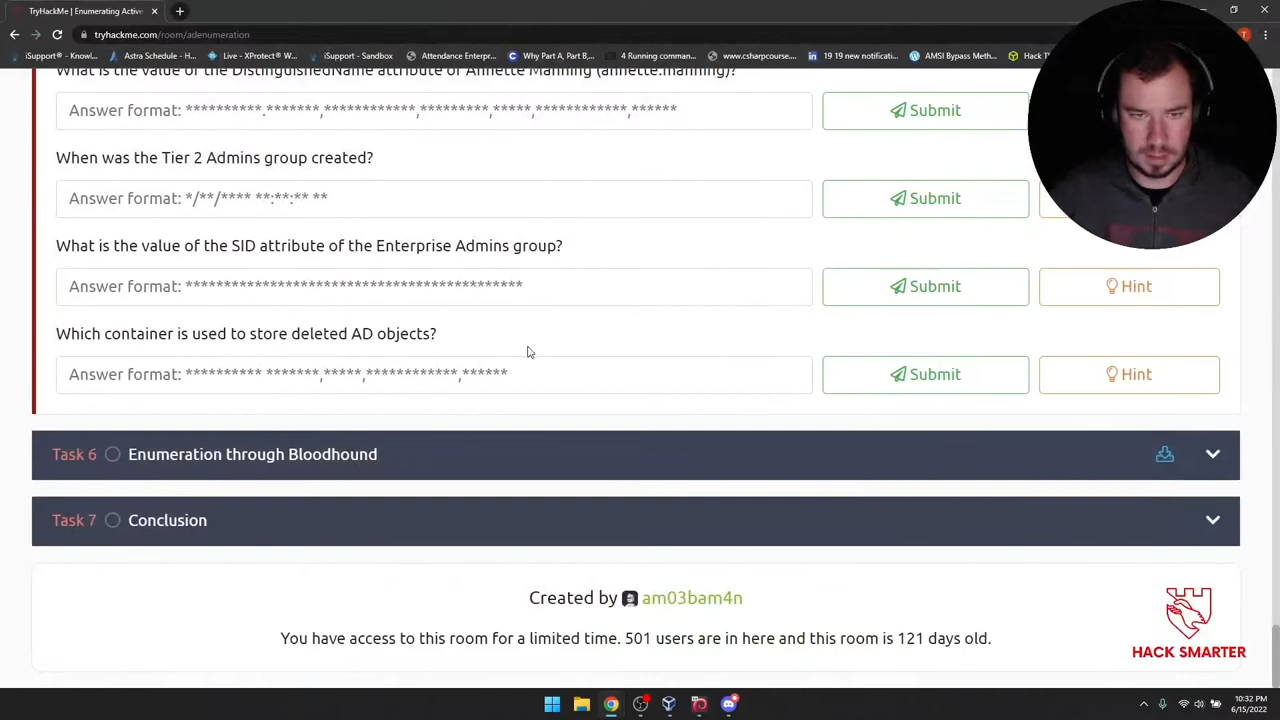 TryHackMe | Enumerating Active
tryhackme.com/room/adenumeration
iSupport - Knowl...
Astra Schedule - H...
Live - XProtect® W...
iSupport - Sandbox
Attendance Enterpr...
Why Part A, Part B,...
4 Running comman...
www.csharpcourse....
19 19 new notificati...
AMSI Bypass Meth...
Hack Th
What is the value of the DistinguishedName attribute of Annette Manning (annette.manning)?
Answer format: **********.*******,************,*********,*****,************,******
Submit
When was the Tier 2 Admins group created?
Answer format: */**/**** **:**:** **
Submit
What is the value of the SID attribute of the Enterprise Admins group?
Answer format: *********************************************
Submit
Hint
Which container is used to store deleted AD objects?
Answer format: ********** *******,*****,************,******
Submit
Hint
Task 6 Enumeration through Bloodhound
Task 7 Conclusion
Created by am03bam4n
You have access to this room for a limited time. 501 users are in here and this room is 121 days old.
HACK SMARTER
10:32 PM
6/15/2022